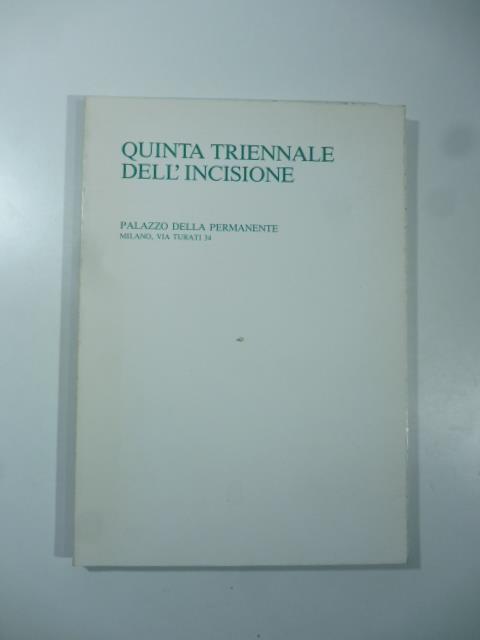 QUINTA TRIENNALE
DELL'INCISIONE
PALAZZO DELLA PERMANENTE
MILANO, VIA TURATI 34